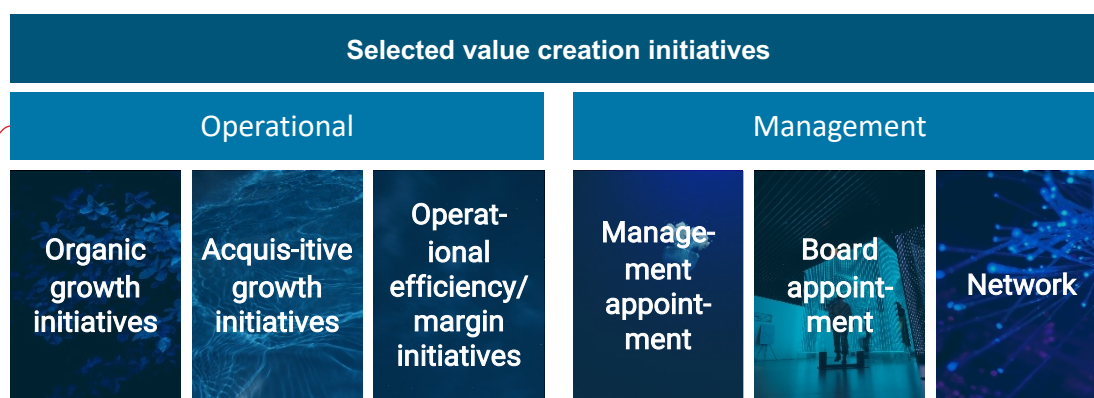 Selected value creation initiatives
Operational
Management
Organic
growth
initiatives
Acquis-itive
growth
initiatives
Operat-
ional
efficiency/
margin
initiatives
Manage-
ment
appoint-
ment
Board
appoint-
ment
Network